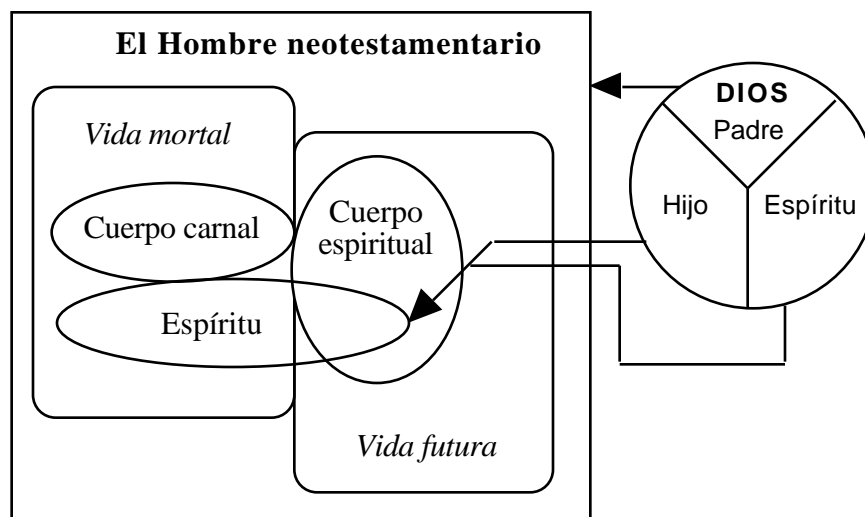 El Hombre neotestamentario
Vida mortal
Cuerpo carnal
Espíritu
Cuerpo
espiritual
Vida futura
DIOS
Padre
Hijo
Espíritu